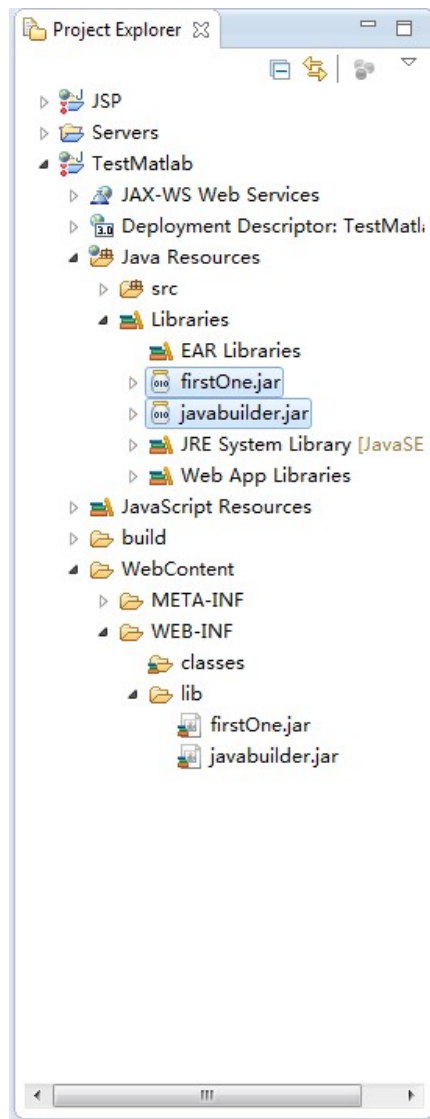 Project Explorer
JSP
Servers
TestMatlab
JAX-WS Web Services
Deployment Descriptor: TestMatl
Java Resources
src
Libraries
EAR Libraries
firstOne.jar
javabuilder.jar
JRE System Library [JavaSE
Web App Libraries
JavaScript Resources
build
WebContent
META-INF
WEB-INF
classes
lib
firstOne.jar
javabuilder.jar